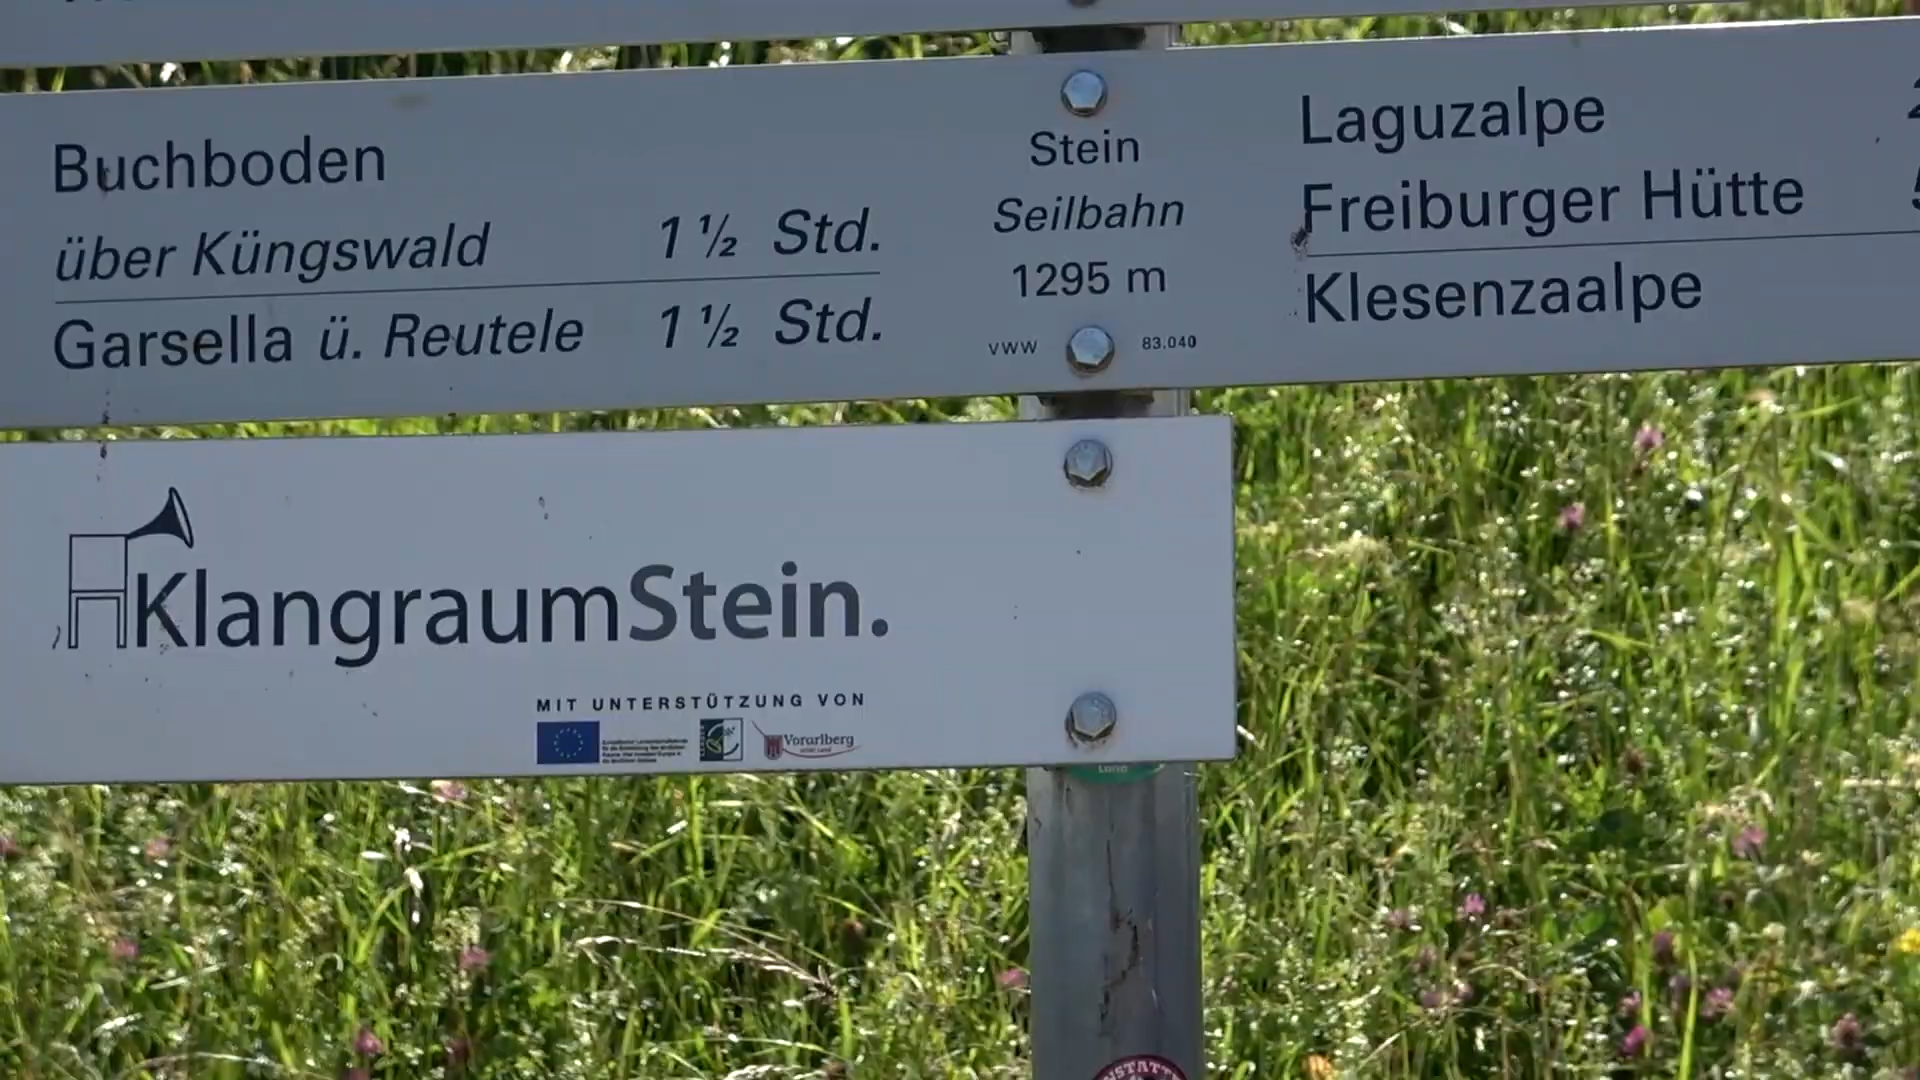 Buchboden
über Küngswald 1 ½ Std.
Garsella ü. Reutele 1 ½ Std.
Stein
Seilbahn
1295 m
VWW 83.040
Laguzalpe
Freiburger Hütte
Klesenzaalpe
KlangraumStein.
MIT UNTERSTÜTZUNG VON
Vorarlberg